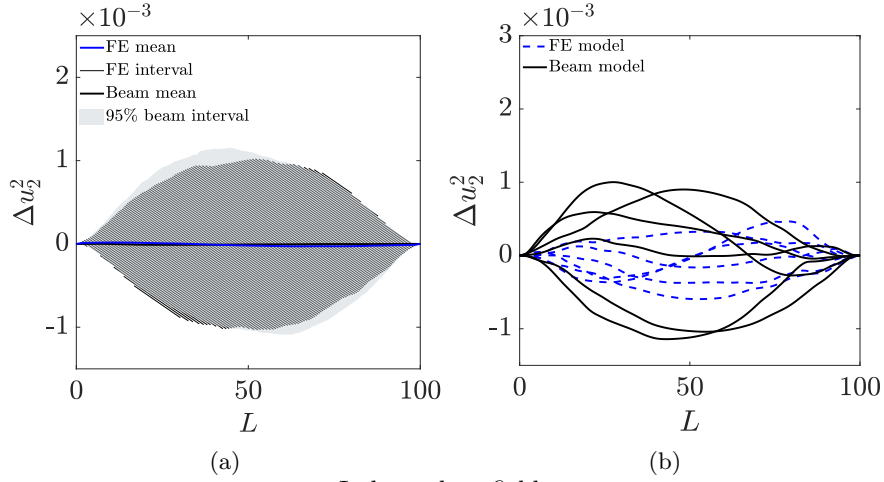 ×10⁻³
FE mean
FE interval
Beam mean
95% beam interval
2
1
0
-1
Δu₂²
0
50
100
L
(a)
×10⁻³
FE model
Beam model
3
2
1
0
-1
Δu₂²
0
50
100
L
(b)